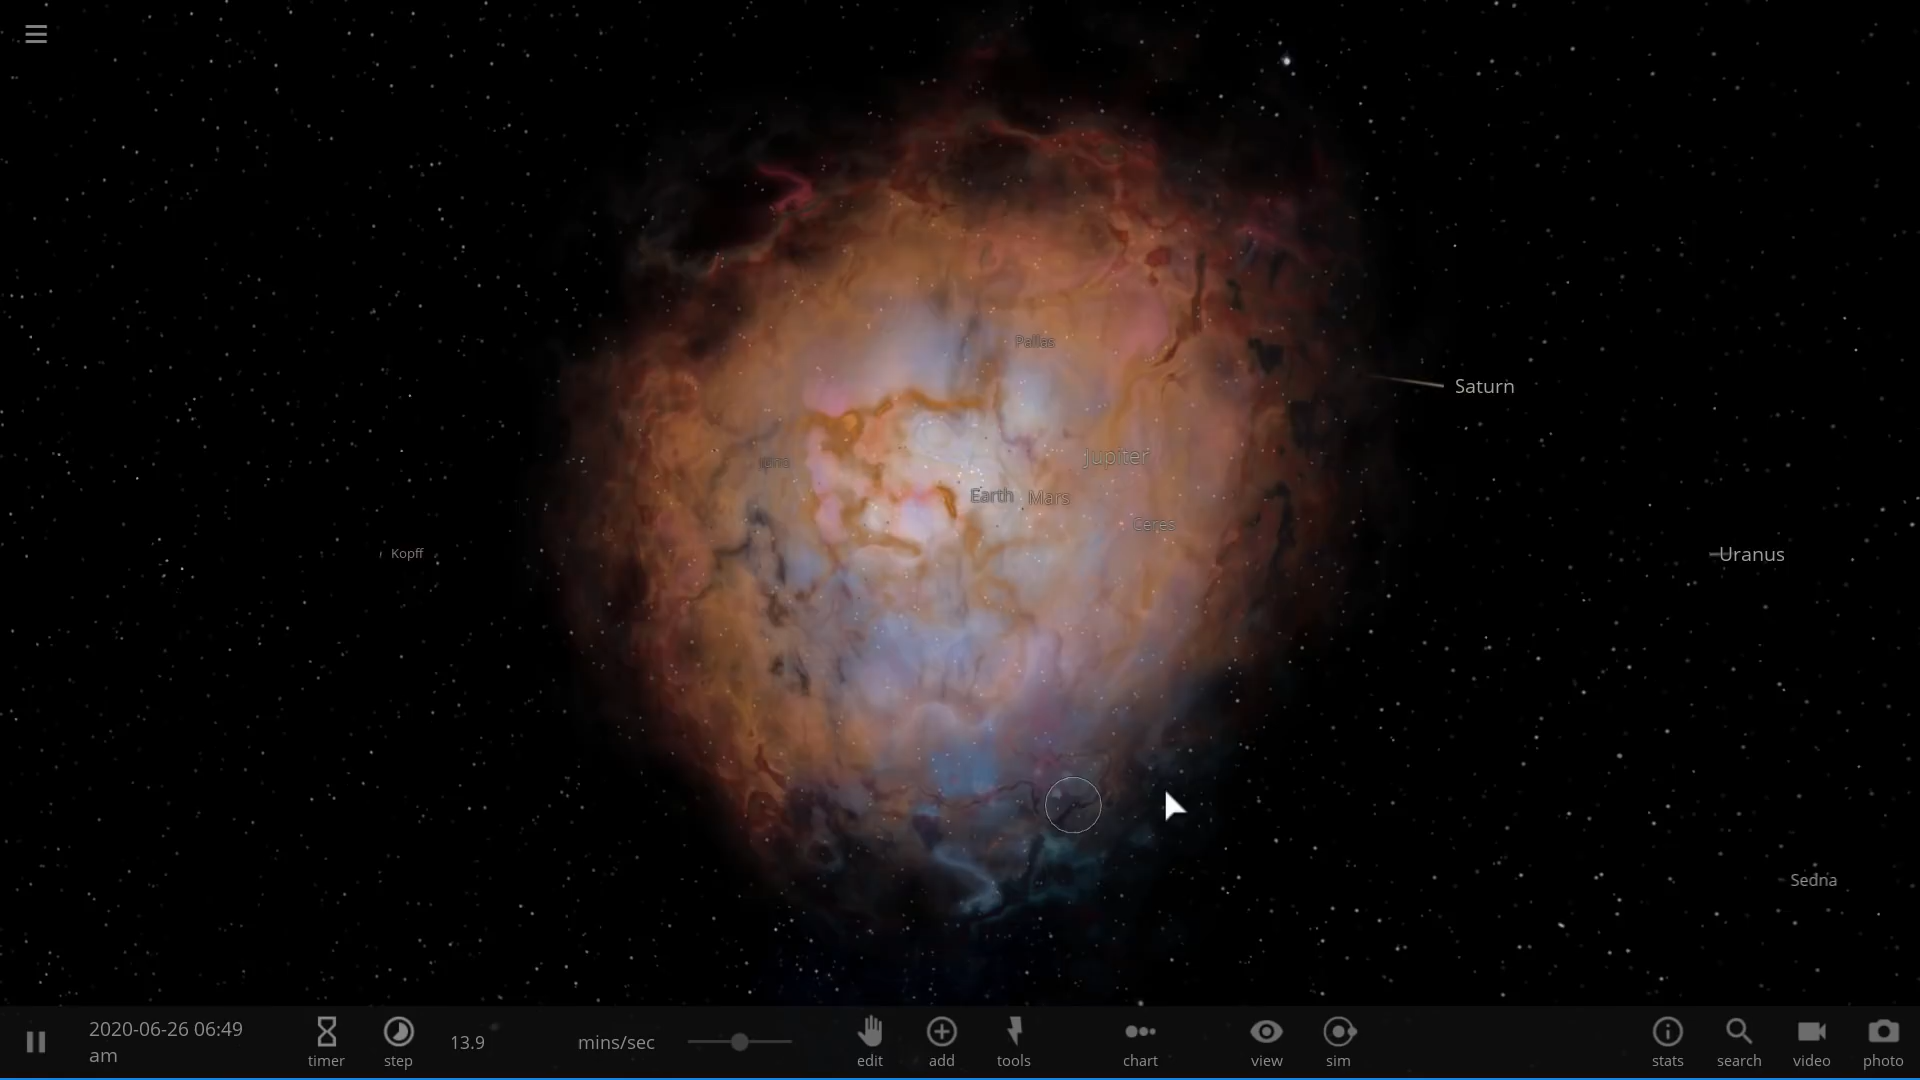 Pallas
Saturn
Jupiter
Juno
Earth
Mars
Ceres
Kopff
Uranus
Sedna
2020-06-26 06:49
am
timer
step
13.9
mins/sec
edit
add
tools
chart
view
sim
stats
search
video
photo